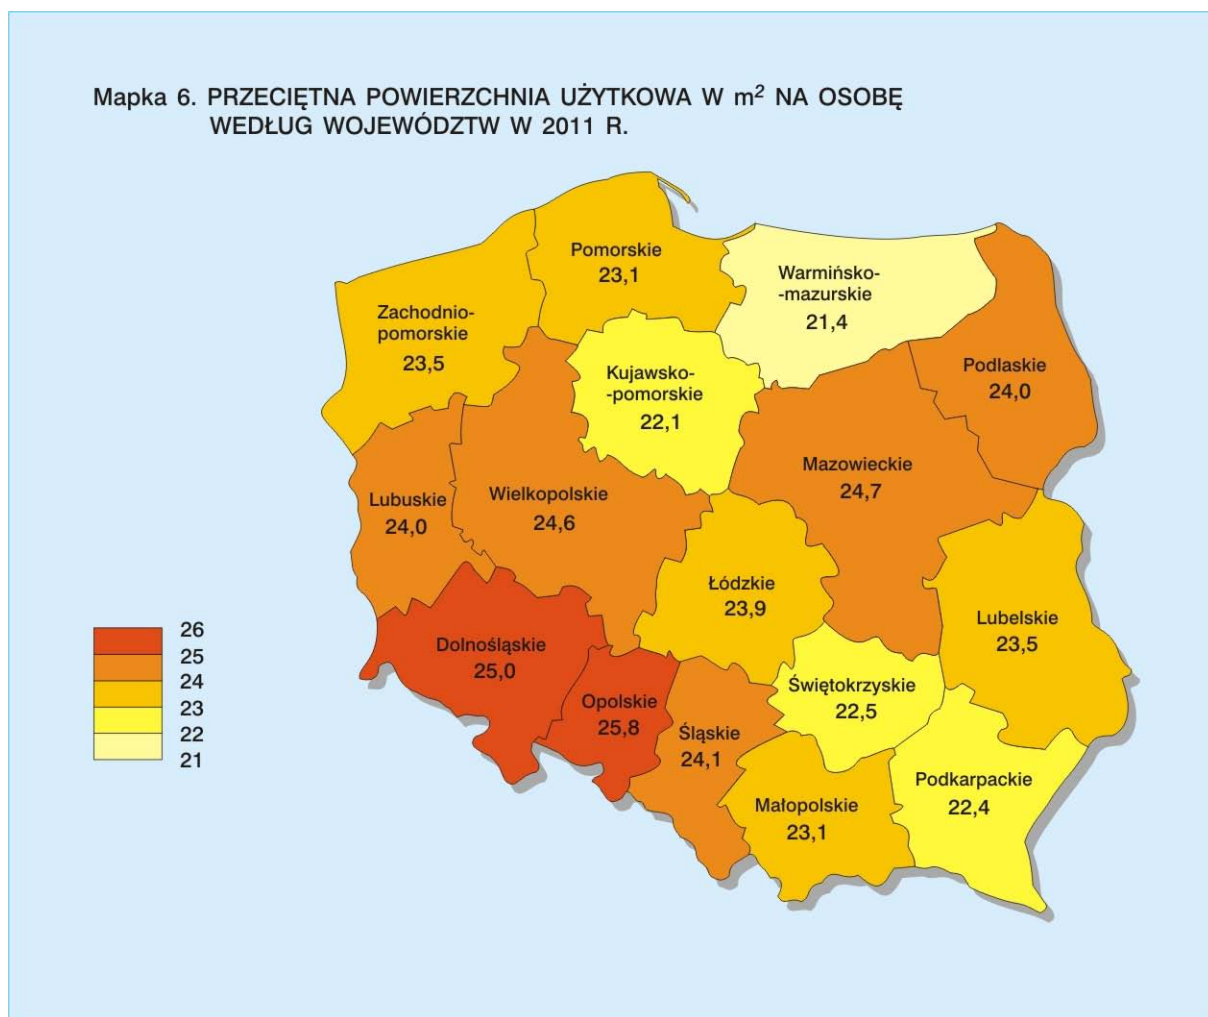 Mapka 6. PRZECIĘTNA POWIERZCHNIA UŻYTKOWA W m² NA OSOBĘ
WEDŁUG WOJEWÓDZTW W 2011 R.
Pomorskie
23,1
Warmińsko-
-mazurskie
21,4
Zachodnio-
pomorskie
23,5
Podlaskie
24,0
Kujawsko-
-pomorskie
22,1
Mazowieckie
24,7
Wielkopolskie
24,6
Lubuskie
24,0
Łódzkie
23,9
Lubelskie
23,5
Dolnośląskie
25,0
Opolskie
25,8
Świętokrzyskie
22,5
Śląskie
24,1
Podkarpackie
22,4
Małopolskie
23,1
26
25
24
23
22
21